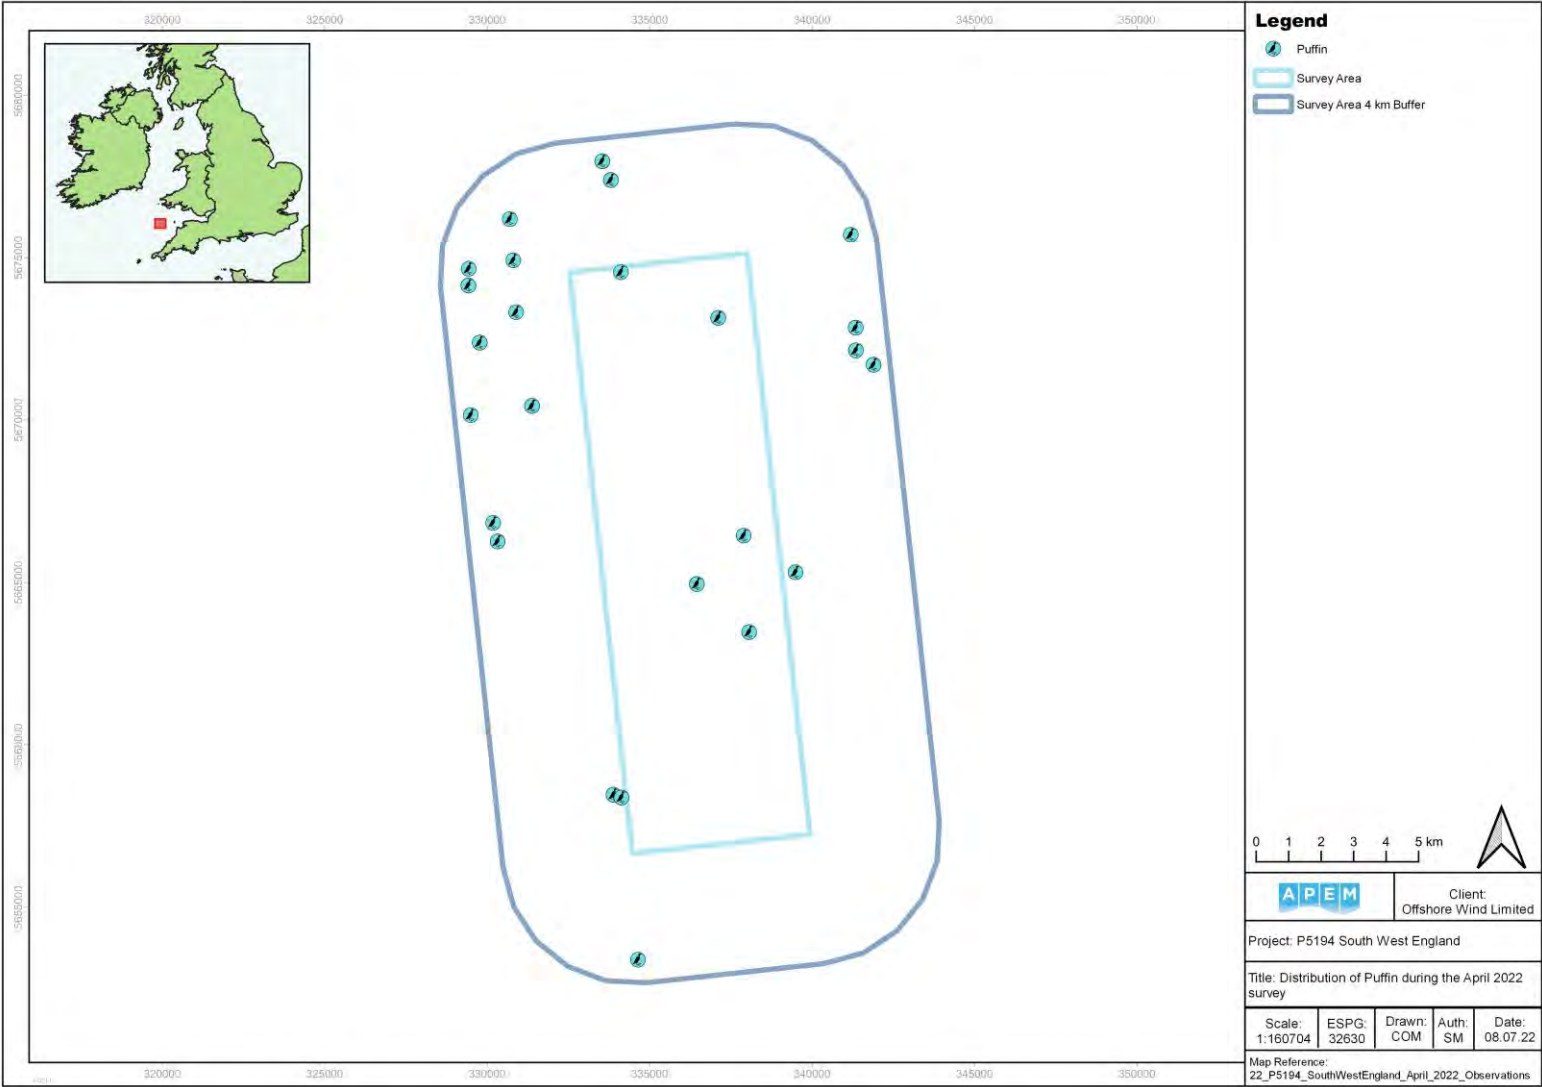 320000 325000 330000 335000 340000 345000 350000
5680000
5675000
5670000
5665000
5660000
5655000
320000 325000 330000 335000 340000 345000 350000
Legend
Puffin
Survey Area
Survey Area 4 km Buffer
0 1 2 3 4 5 km
APEM
Client:
Offshore Wind Limited
Project: P5194 South West England
Title: Distribution of Puffin during the April 2022
survey
Scale:
1:160704
ESPG:
32630
Drawn:
COM
Auth:
SM
Date:
08.07.22
Map Reference:
22_P5194_SouthWestEngland_April_2022_Observations